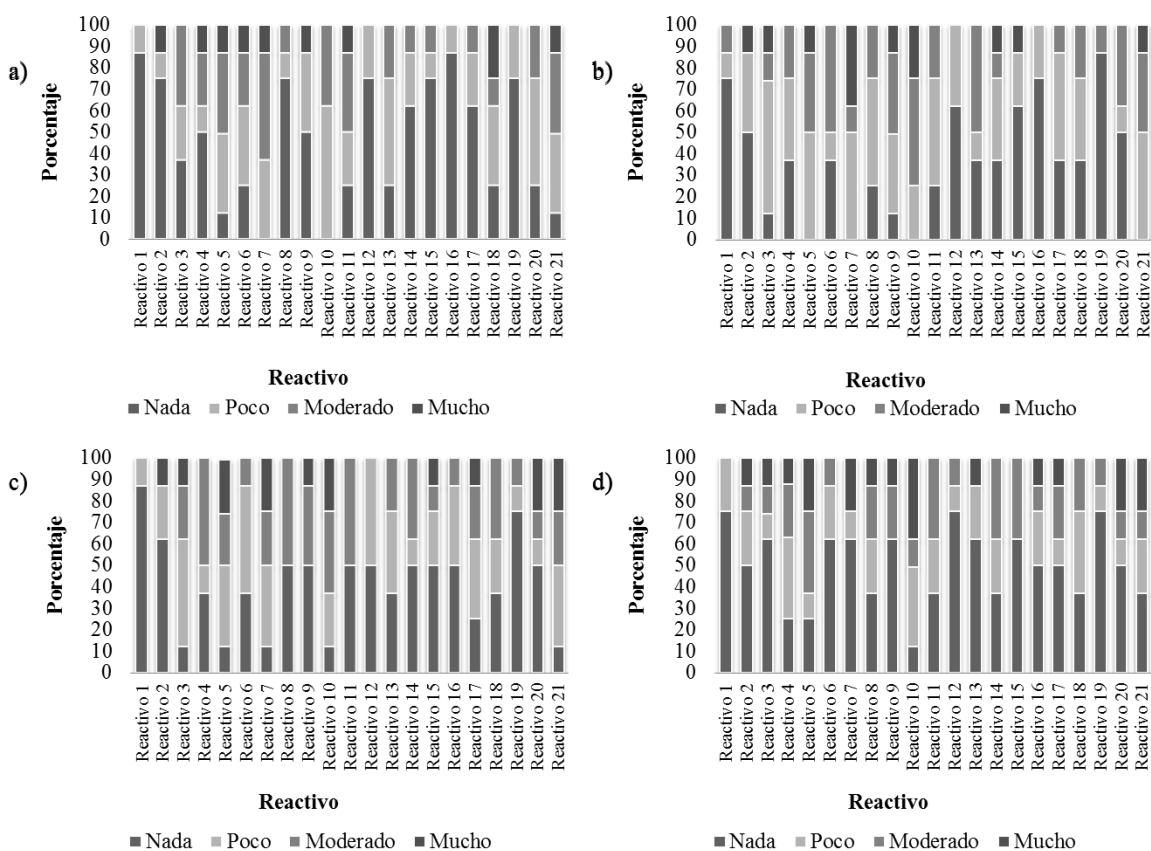 a)
Porcentaje
100
90
80
70
60
50
40
30
20
10
0
Reactivo 1
Reactivo 2
Reactivo 3
Reactivo 4
Reactivo 5
Reactivo 6
Reactivo 7
Reactivo 8
Reactivo 9
Reactivo 10
Reactivo 11
Reactivo 12
Reactivo 13
Reactivo 14
Reactivo 15
Reactivo 16
Reactivo 17
Reactivo 18
Reactivo 19
Reactivo 20
Reactivo 21
Reactivo
Nada Poco Moderado Mucho
b)
Porcentaje
100
90
80
70
60
50
40
30
20
10
0
Reactivo 1
Reactivo 2
Reactivo 3
Reactivo 4
Reactivo 5
Reactivo 6
Reactivo 7
Reactivo 8
Reactivo 9
Reactivo 10
Reactivo 11
Reactivo 12
Reactivo 13
Reactivo 14
Reactivo 15
Reactivo 16
Reactivo 17
Reactivo 18
Reactivo 19
Reactivo 20
Reactivo 21
Reactivo
Nada Poco Moderado Mucho
c)
Porcentaje
100
90
80
70
60
50
40
30
20
10
0
Reactivo 1
Reactivo 2
Reactivo 3
Reactivo 4
Reactivo 5
Reactivo 6
Reactivo 7
Reactivo 8
Reactivo 9
Reactivo 10
Reactivo 11
Reactivo 12
Reactivo 13
Reactivo 14
Reactivo 15
Reactivo 16
Reactivo 17
Reactivo 18
Reactivo 19
Reactivo 20
Reactivo 21
Reactivo
Nada Poco Moderado Mucho
d)
Porcentaje
100
90
80
70
60
50
40
30
20
10
0
Reactivo 1
Reactivo 2
Reactivo 3
Reactivo 4
Reactivo 5
Reactivo 6
Reactivo 7
Reactivo 8
Reactivo 9
Reactivo 10
Reactivo 11
Reactivo 12
Reactivo 13
Reactivo 14
Reactivo 15
Reactivo 16
Reactivo 17
Reactivo 18
Reactivo 19
Reactivo 20
Reactivo 21
Reactivo
Nada Poco Moderado Mucho